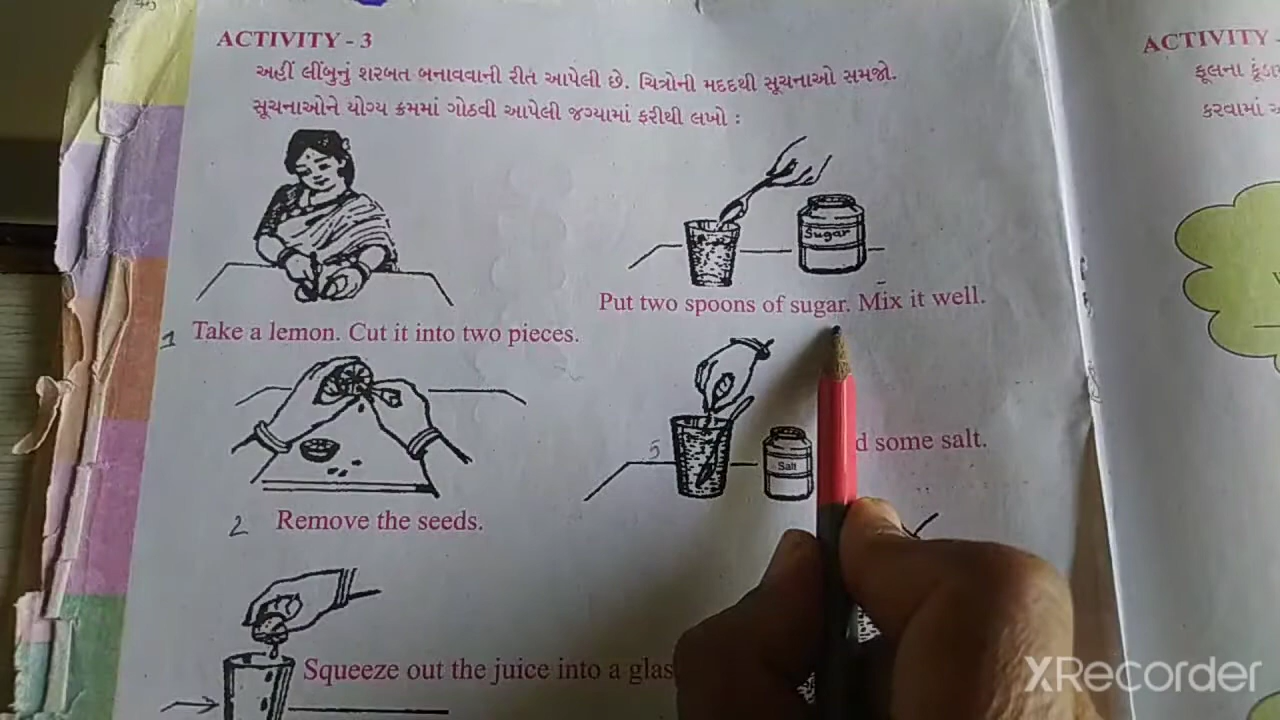 ACTIVITY - 3
અહીં લીંબુનું શરબત બનાવવાની રીત આપેલી છે. ચિત્રોની મદદથી સૂચનાઓ સમજો.
સૂચનાઓને યોગ્ય ક્રમમાં ગોઠવી આપેલી જગ્યામાં ફરીથી લખો :
Sugar
Put two spoons of sugar. Mix it well.
1 Take a lemon. Cut it into two pieces.
5
Salt
some salt.
2 Remove the seeds.
Squeeze out the juice into a
ACTIVITY -
ફૂલના
કરવામાં
XRecorder